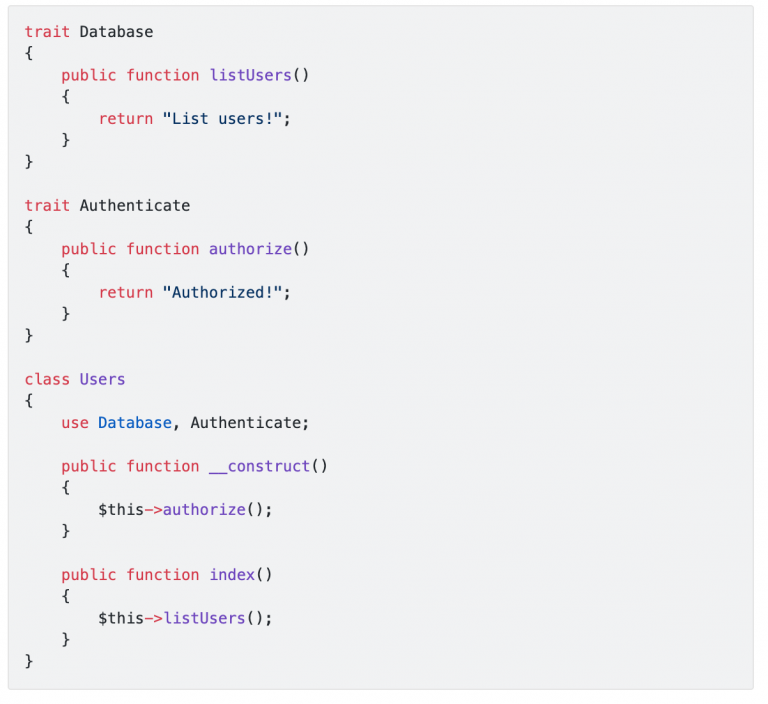 trait Database
{
    public function listUsers()
    {
        return "List users!";
    }
}

trait Authenticate
{
    public function authorize()
    {
        return "Authorized!";
    }
}

class Users
{
    use Database, Authenticate;

    public function __construct()
    {
        $this->authorize();
    }

    public function index()
    {
        $this->listUsers();
    }
}